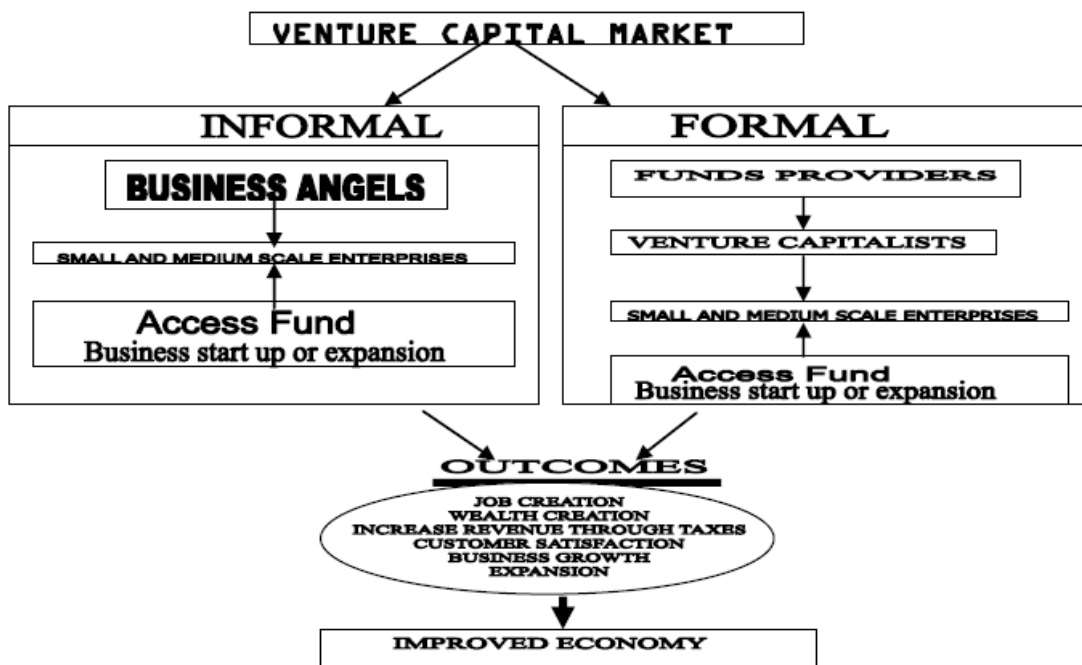 VENTURE CAPITAL MARKET
INFORMAL
BUSINESS ANGELS
SMALL AND MEDIUM SCALE ENTERPRISES
Access Fund
Business start up or expansion
FORMAL
FUNDS PROVIDERS
VENTURE CAPITALISTS
SMALL AND MEDIUM SCALE ENTERPRISES
Access Fund
Business start up or expansion
OUTCOMES
JOB CREATION
WEALTH CREATION
INCREASE REVENUE THROUGH TAXES
CUSTOMER SATISFACTION
BUSINESS GROWTH
EXPANSION
IMPROVED ECONOMY